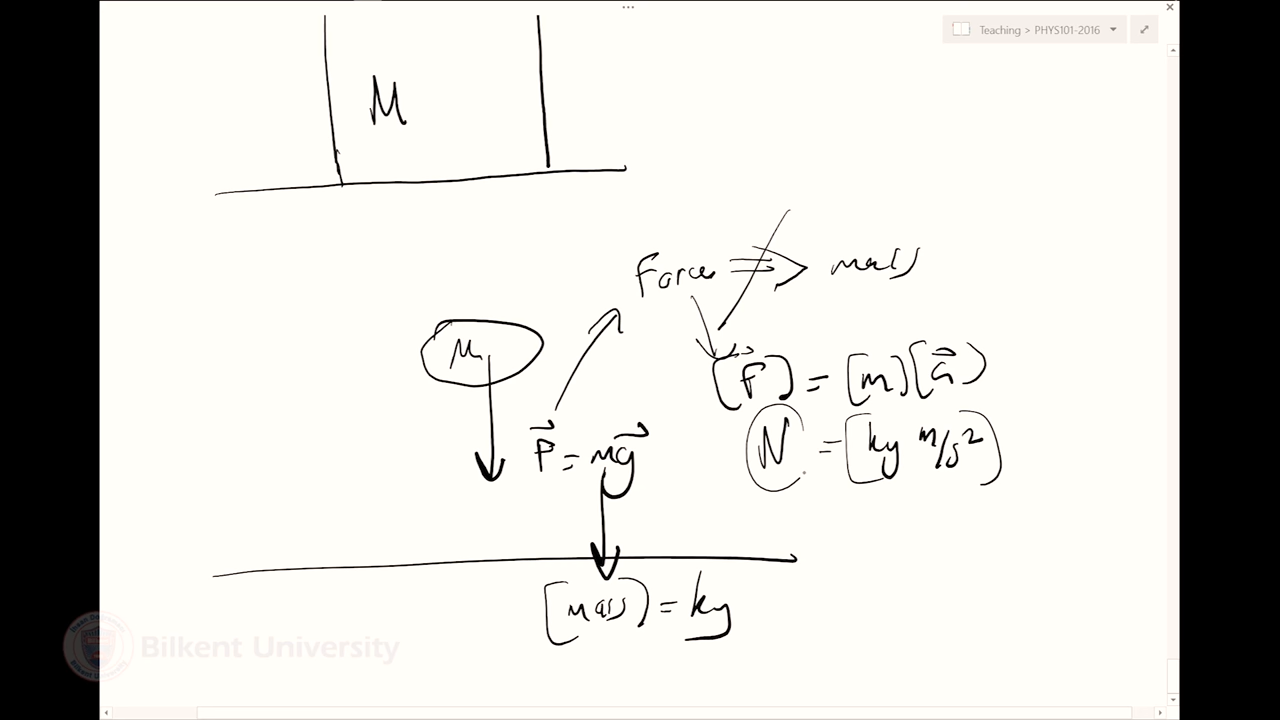 Teaching > PHYS101-2016
M
Force ⇏ mass
M
[F⃗] = [m][a⃗]
P⃗ = mg⃗
N = [kg m/s²]
[mass] = kg
Bilkent University